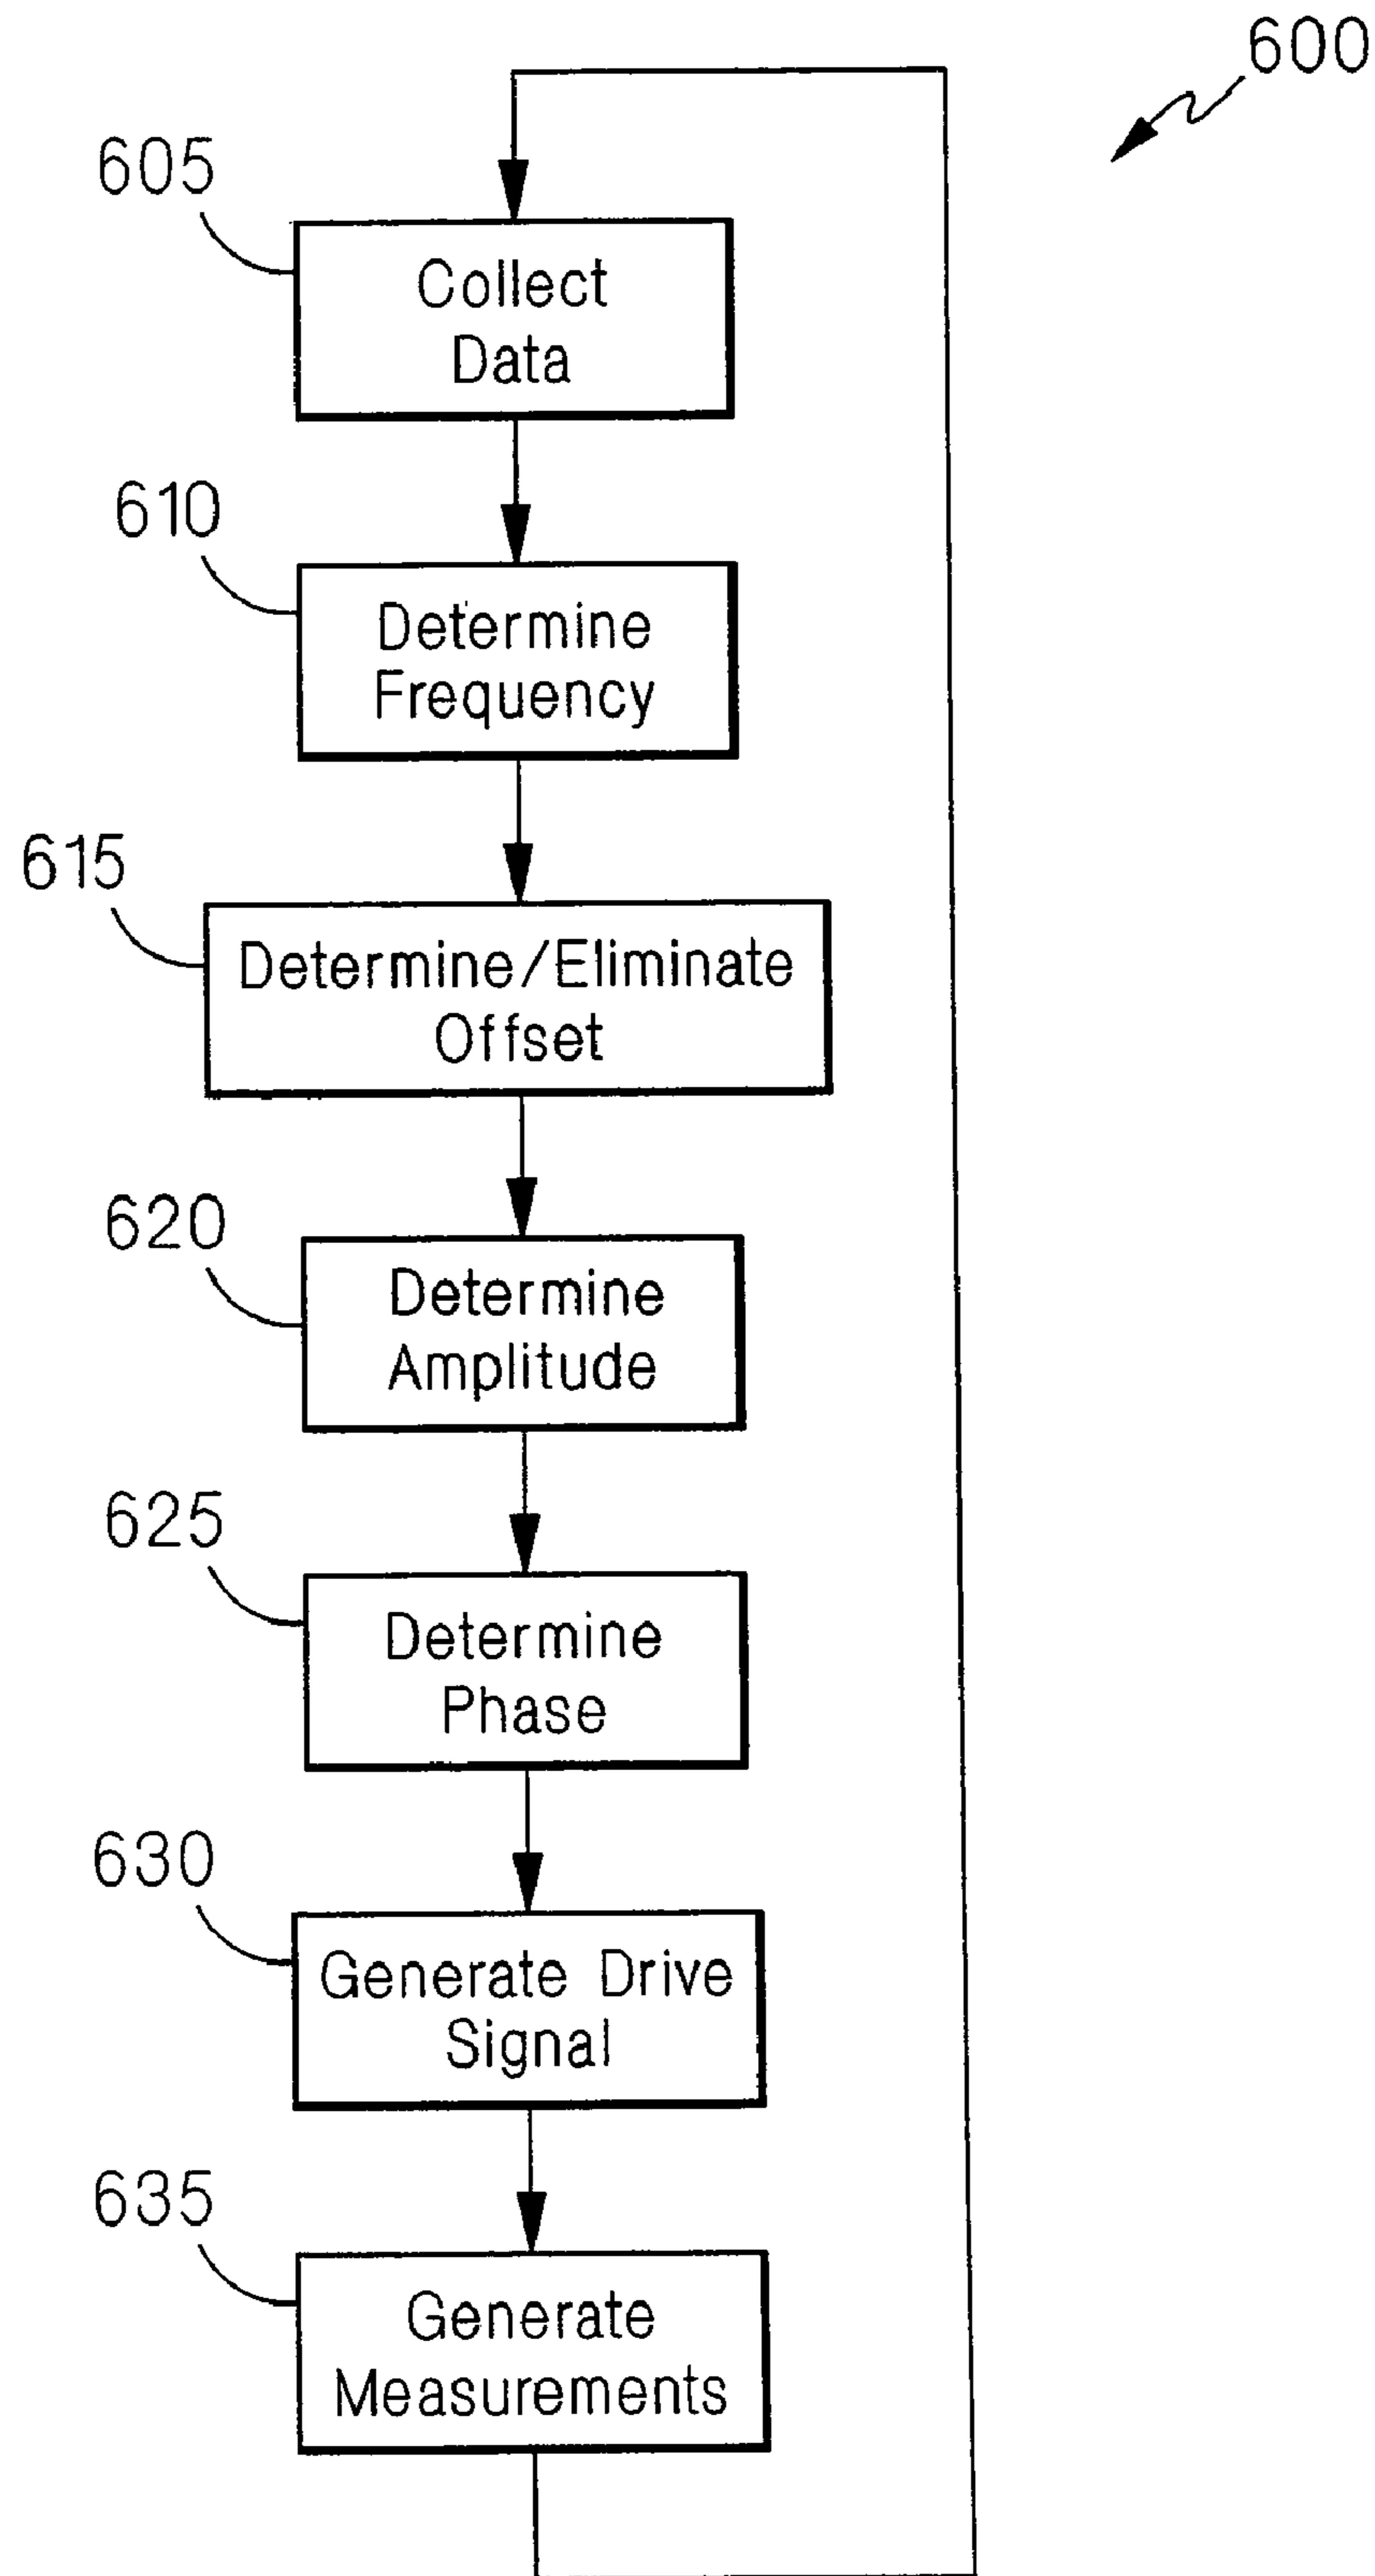 600
605
Collect
Data
610
Determine
Frequency
615
Determine/Eliminate
Offset
620
Determine
Amplitude
625
Determine
Phase
630
Generate Drive
Signal
635
Generate
Measurements